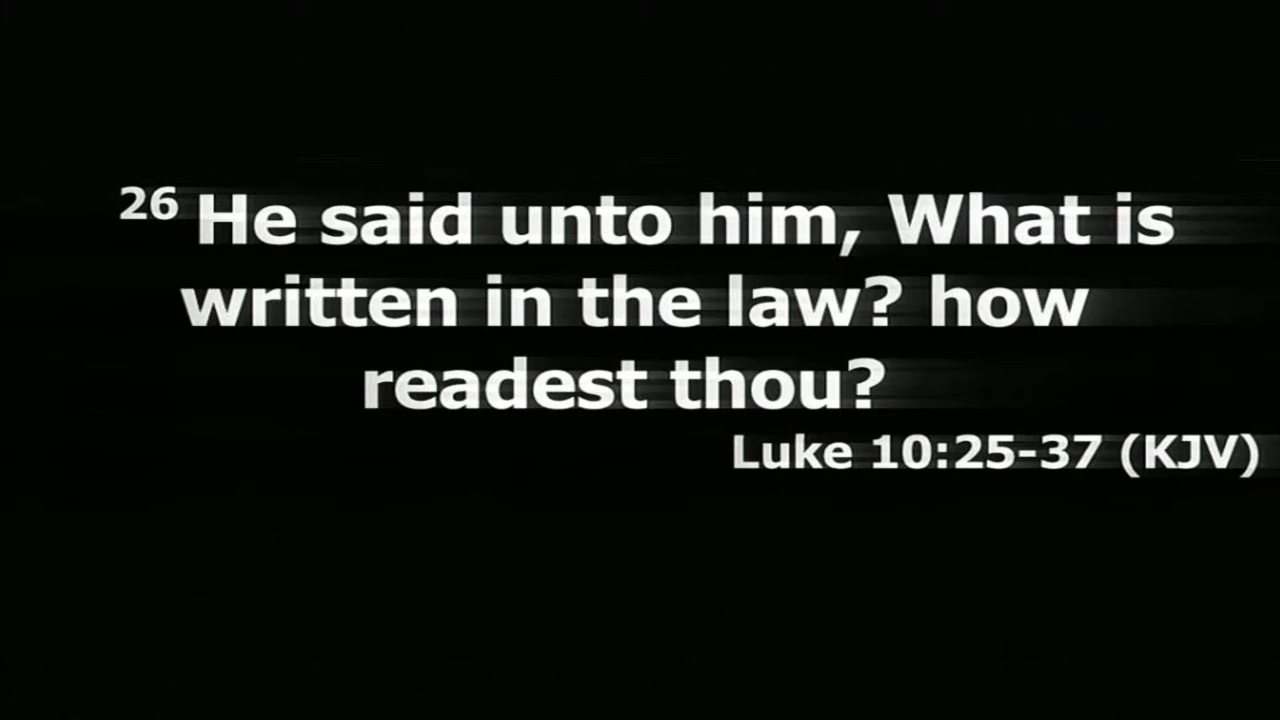 26 He said unto him, What is
written in the law? how
readest thou?
Luke 10:25-37 (KJV)